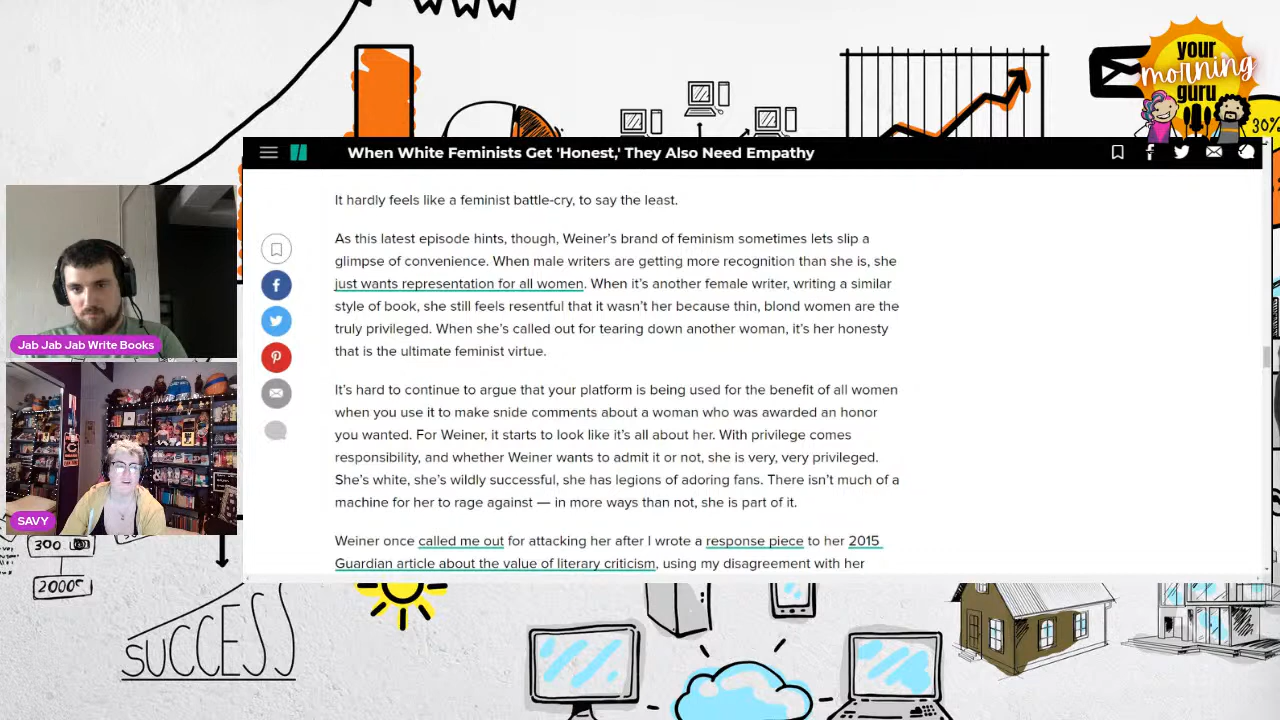 your
morning
guru
30%
When White Feminists Get 'Honest,' They Also Need Empathy
It hardly feels like a feminist battle-cry, to say the least.
As this latest episode hints, though, Weiner's brand of feminism sometimes lets slip a
glimpse of convenience. When male writers are getting more recognition than she is, she
just wants representation for all women. When it's another female writer, writing a similar
style of book, she still feels resentful that it wasn't her because thin, blond women are the
truly privileged. When she's called out for tearing down another woman, it's her honesty
that is the ultimate feminist virtue.
It's hard to continue to argue that your platform is being used for the benefit of all women
when you use it to make snide comments about a woman who was awarded an honor
you wanted. For Weiner, it starts to look like it's all about her. With privilege comes
responsibility, and whether Weiner wants to admit it or not, she is very, very privileged.
She's white, she's wildly successful, she has legions of adoring fans. There isn't much of a
machine for her to rage against — in more ways than not, she is part of it.
Weiner once called me out for attacking her after I wrote a response piece to her 2015
Guardian article about the value of literary criticism, using my disagreement with her
Jab Jab Jab Write Books
SAVY
300
2000
SUCCESS